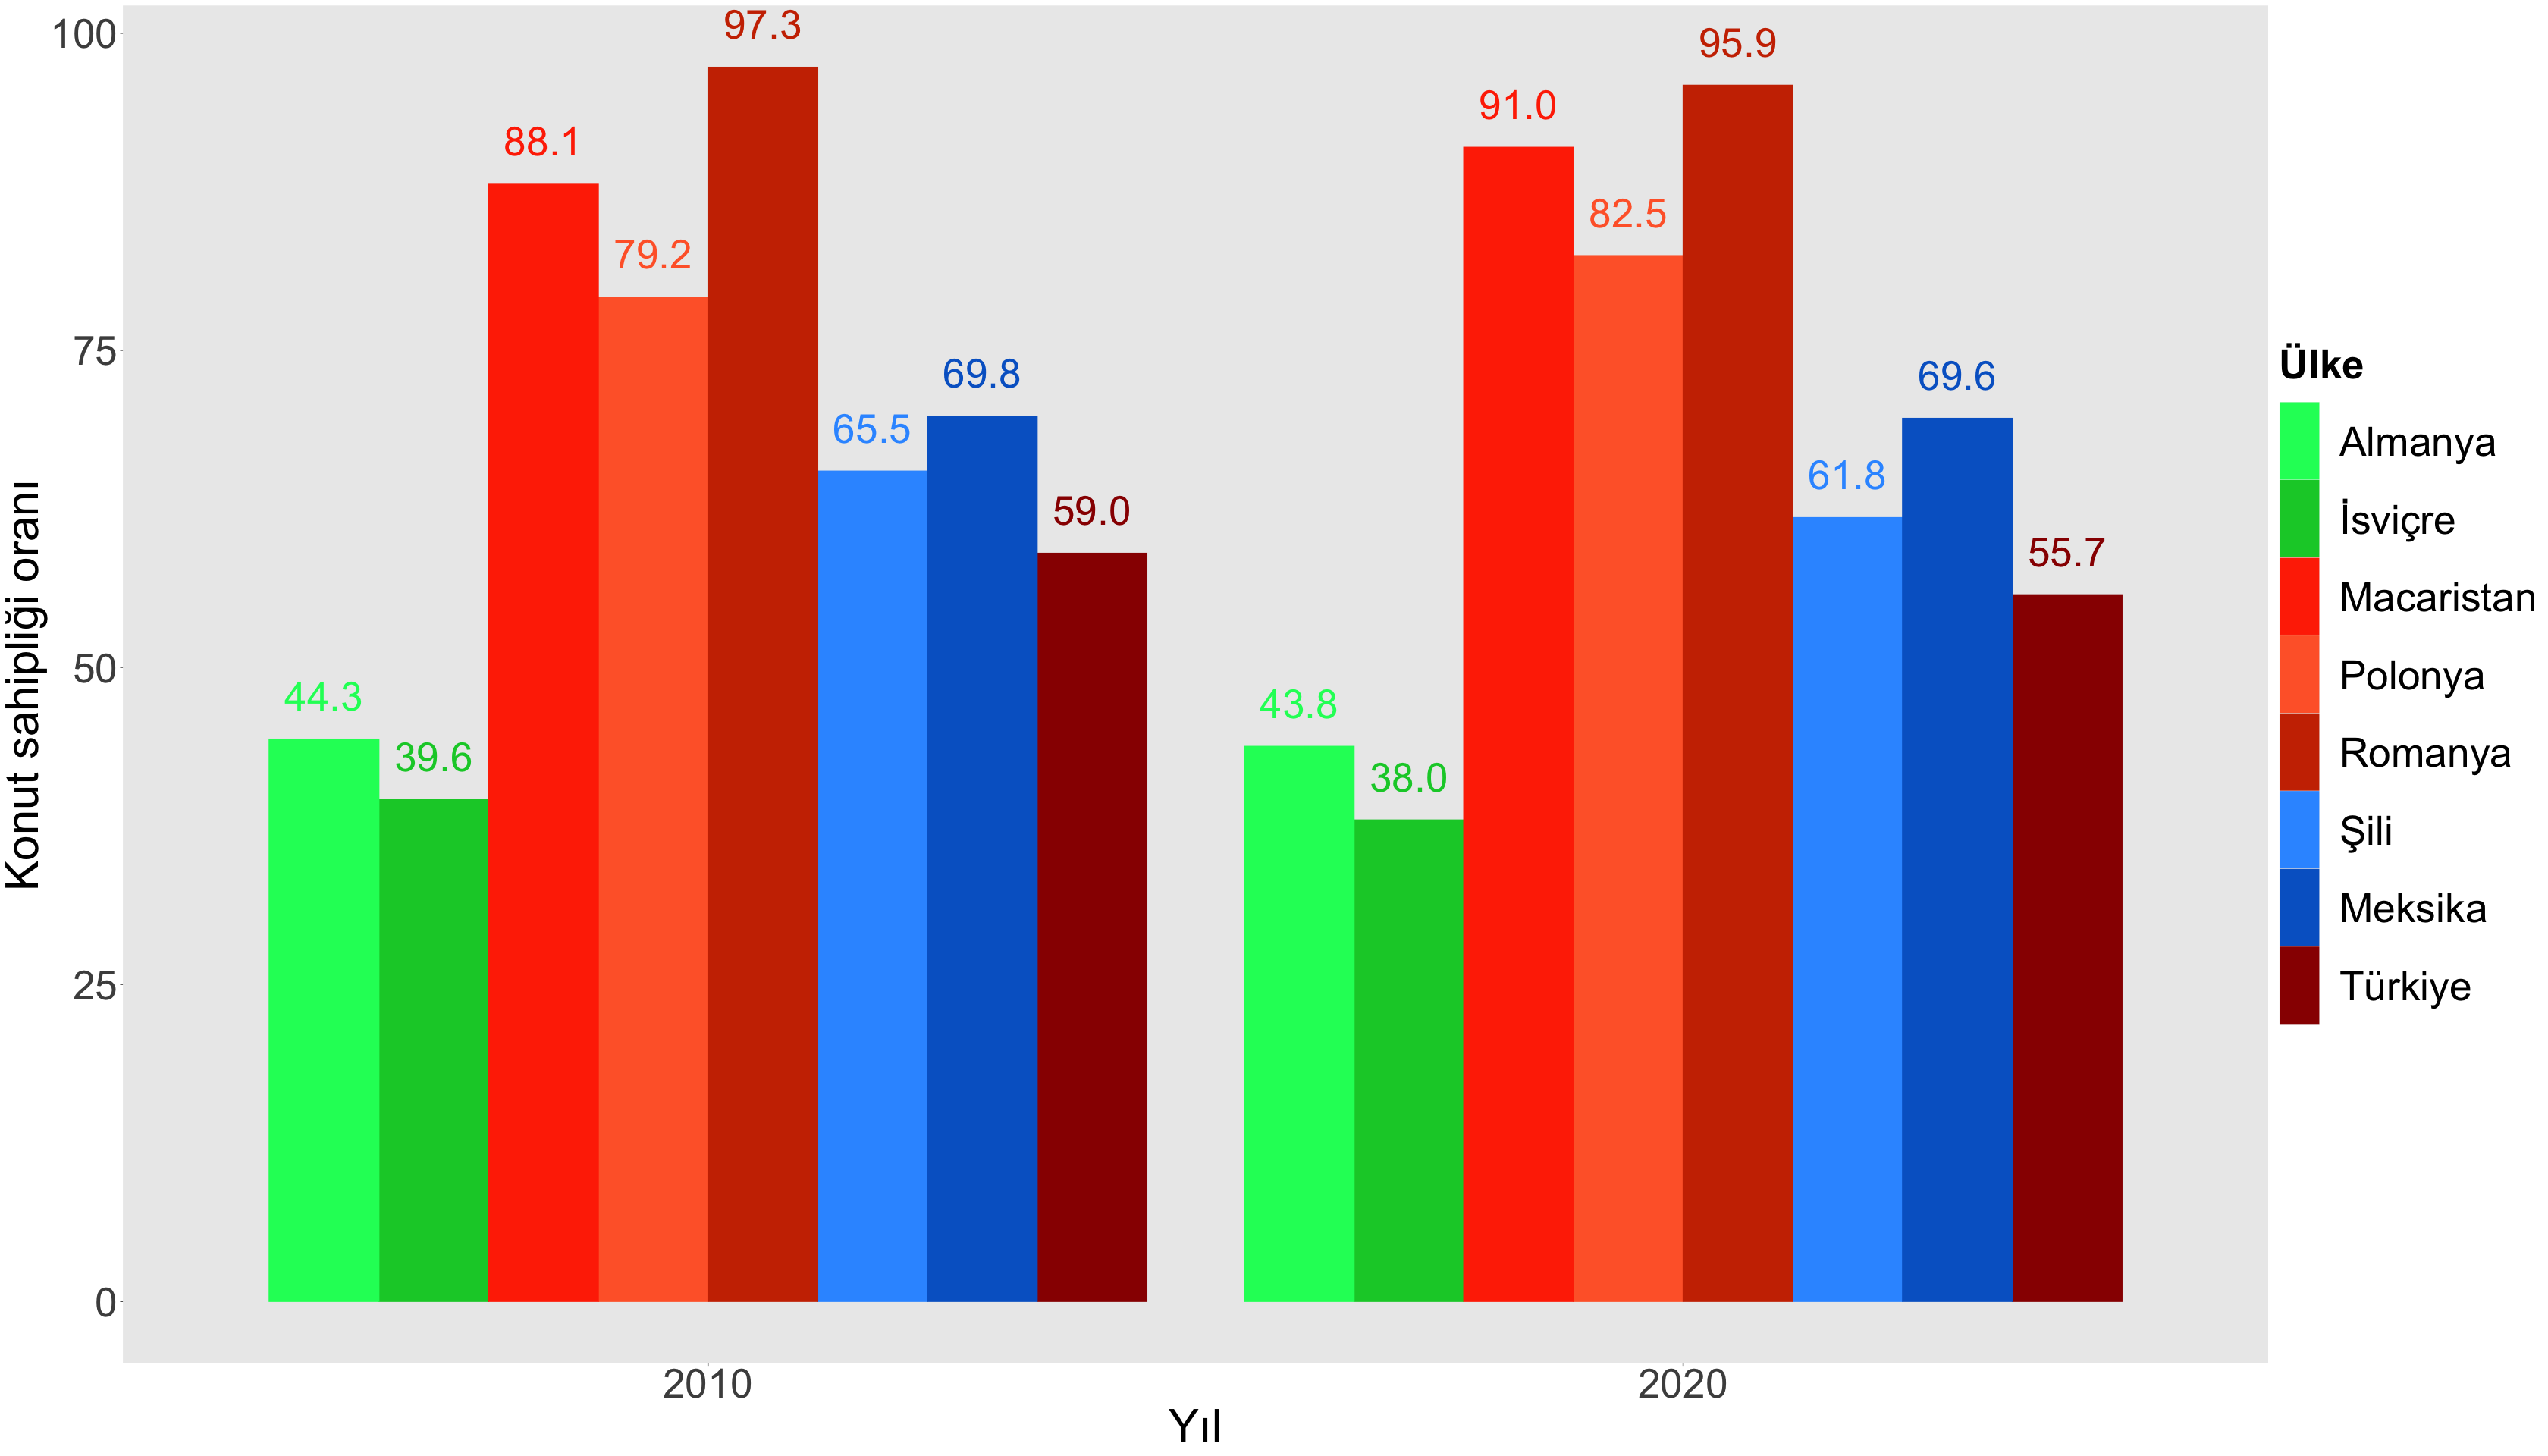 Konut sahipliği oranı
100
75
50
25
0
44.3
39.6
88.1
79.2
97.3
65.5
69.8
59.0
43.8
38.0
91.0
82.5
95.9
61.8
69.6
55.7
2010
2020
Yıl
Ülke
Almanya
İsviçre
Macaristan
Polonya
Romanya
Şili
Meksika
Türkiye